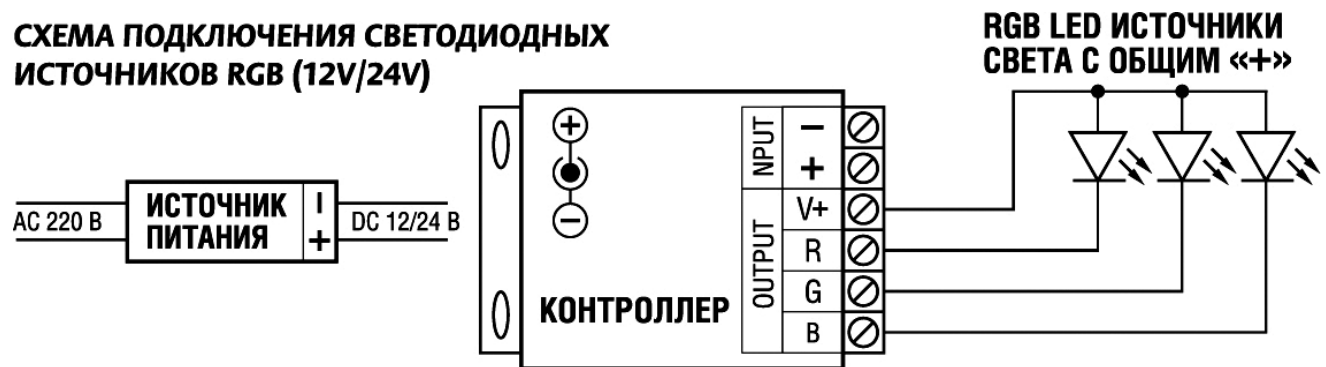 СХЕМА ПОДКЛЮЧЕНИЯ СВЕТОДИОДНЫХ
ИСТОЧНИКОВ RGB (12V/24V)
RGB LED ИСТОЧНИКИ
СВЕТА С ОБЩИМ «+»
AC 220 В
ИСТОЧНИК
ПИТАНИЯ
–
+
DC 12/24 В
+
–
КОНТРОЛЛЕР
NPUT
–
+
OUTPUT
V+
R
G
B